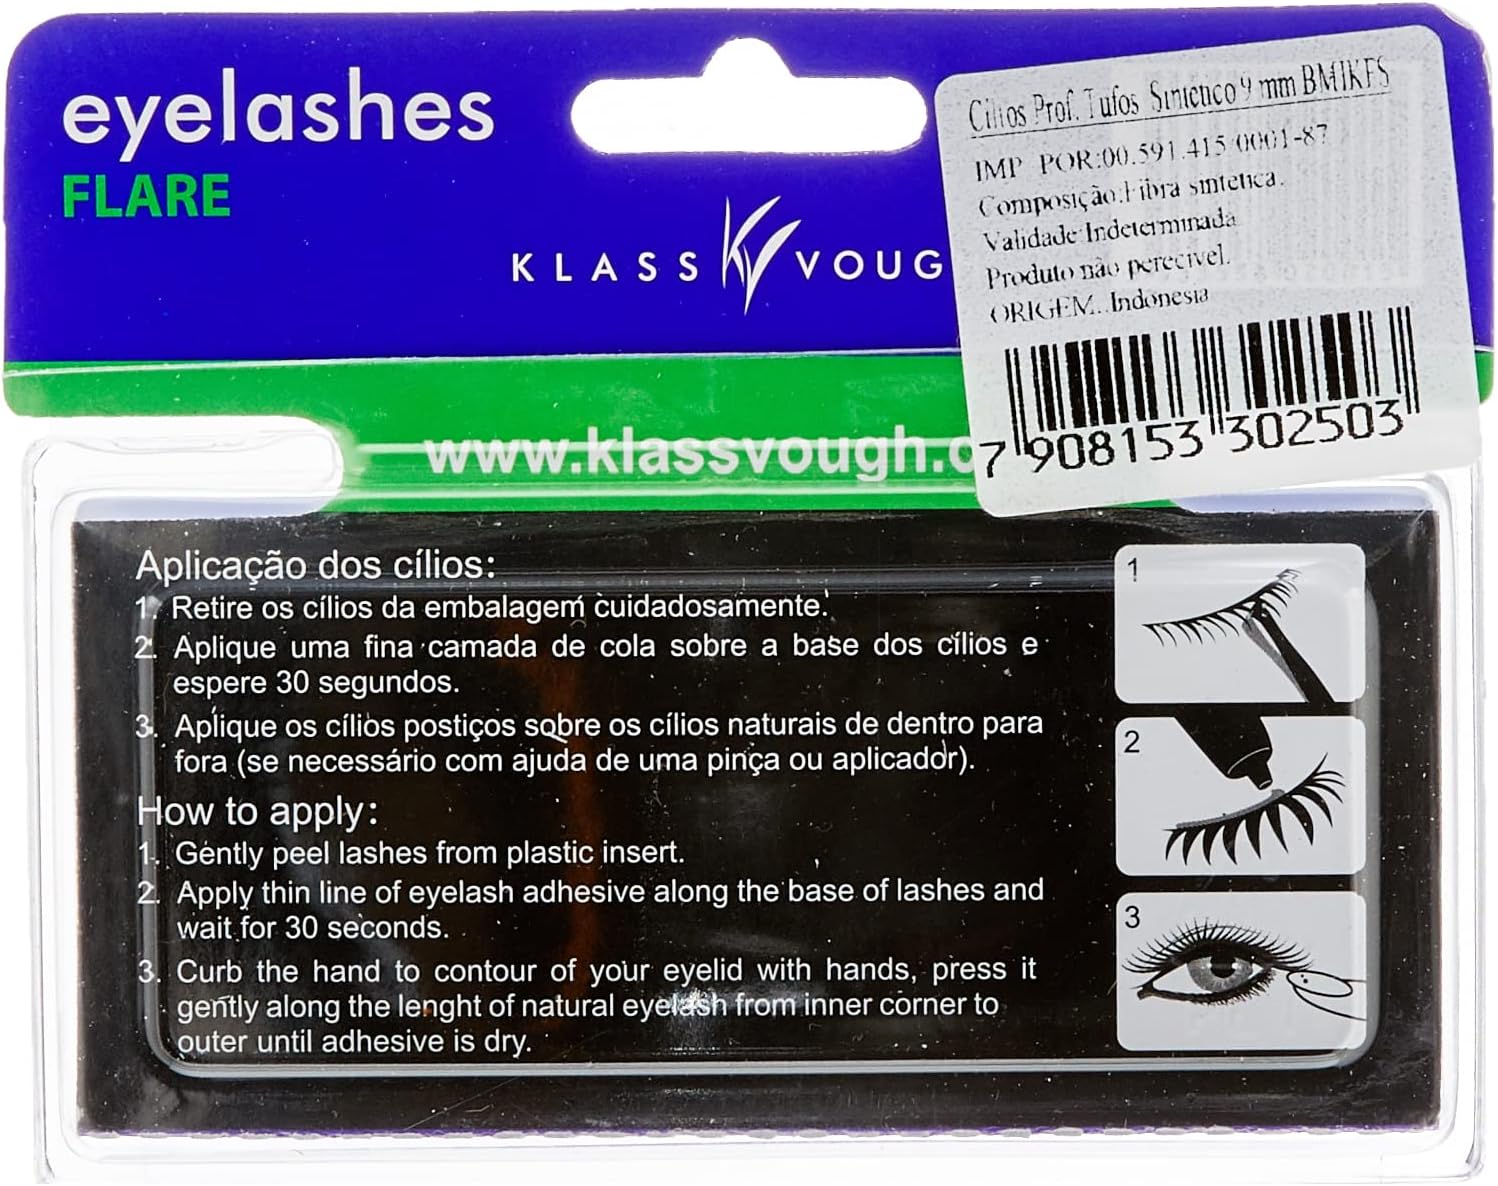 eyelashes
FLARE
KLASS VOUG
www.klassvough.c
Cílios Prof. Tufos Sintético 9 mm BMIKFS
IMP POR:00.591.415/0001-87
Composição:Fibra sintetica.
Validade Indeterminada
Produto não perecivel.
ORIGEM..Indonesia
7 908153 302503
Aplicação dos cílios:
1. Retire os cílios da embalagem cuidadosamente.
2. Aplique uma fina camada de cola sobre a base dos cílios e
espere 30 segundos.
3. Aplique os cílios postiços sobre os cílios naturais de dentro para
fora (se necessário com ajuda de uma pinça ou aplicador).
How to apply:
1. Gently peel lashes from plastic insert.
2. Apply thin line of eyelash adhesive along the base of lashes and
wait for 30 seconds.
3. Curb the hand to contour of your eyelid with hands, press it
gently along the lenght of natural eyelash from inner corner to
outer until adhesive is dry.
1
2
3